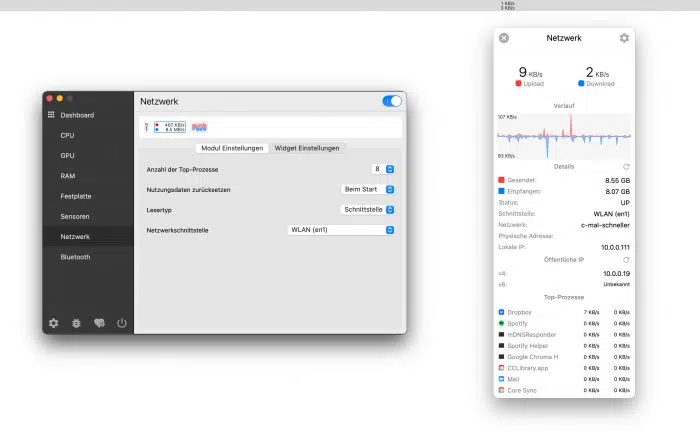 1 KB/s
3 KB/s
Netzwerk
Dashboard
CPU
GPU
RAM
Festplatte
Sensoren
Netzwerk
Bluetooth
467 KB/s
6.5 MB/s
Modul Einstellungen Widget Einstellungen
Anzahl der Top-Prozesse 8
Nutzungsdaten zurücksetzen Beim Start
Lesertyp Schnittstelle
Netzwerkschnittstelle WLAN (en1)
Netzwerk
9 KB/s 2 KB/s
Upload Download
Verlauf
107 KB/s
83 KB/s
Details
Gesendet: 8.55 GB
Empfangen: 8.07 GB
Status: UP
Schnittstelle: WLAN (en1)
Netzwerk: c-mal-schneller
Physische Adresse:
Lokale IP: 10.0.0.111
Öffentliche IP
v4: 10.0.0.19
v6: Unbekannt
Top-Prozesse
Dropbox 7 KB/s 0 KB/s
Spotify 0 KB/s 0 KB/s
mDNSResponder 0 KB/s 0 KB/s
Spotify Helper 0 KB/s 0 KB/s
Google Chrome H 0 KB/s 0 KB/s
CCLibrary.app 0 KB/s 0 KB/s
Mail 0 KB/s 0 KB/s
Core Sync 0 KB/s 0 KB/s